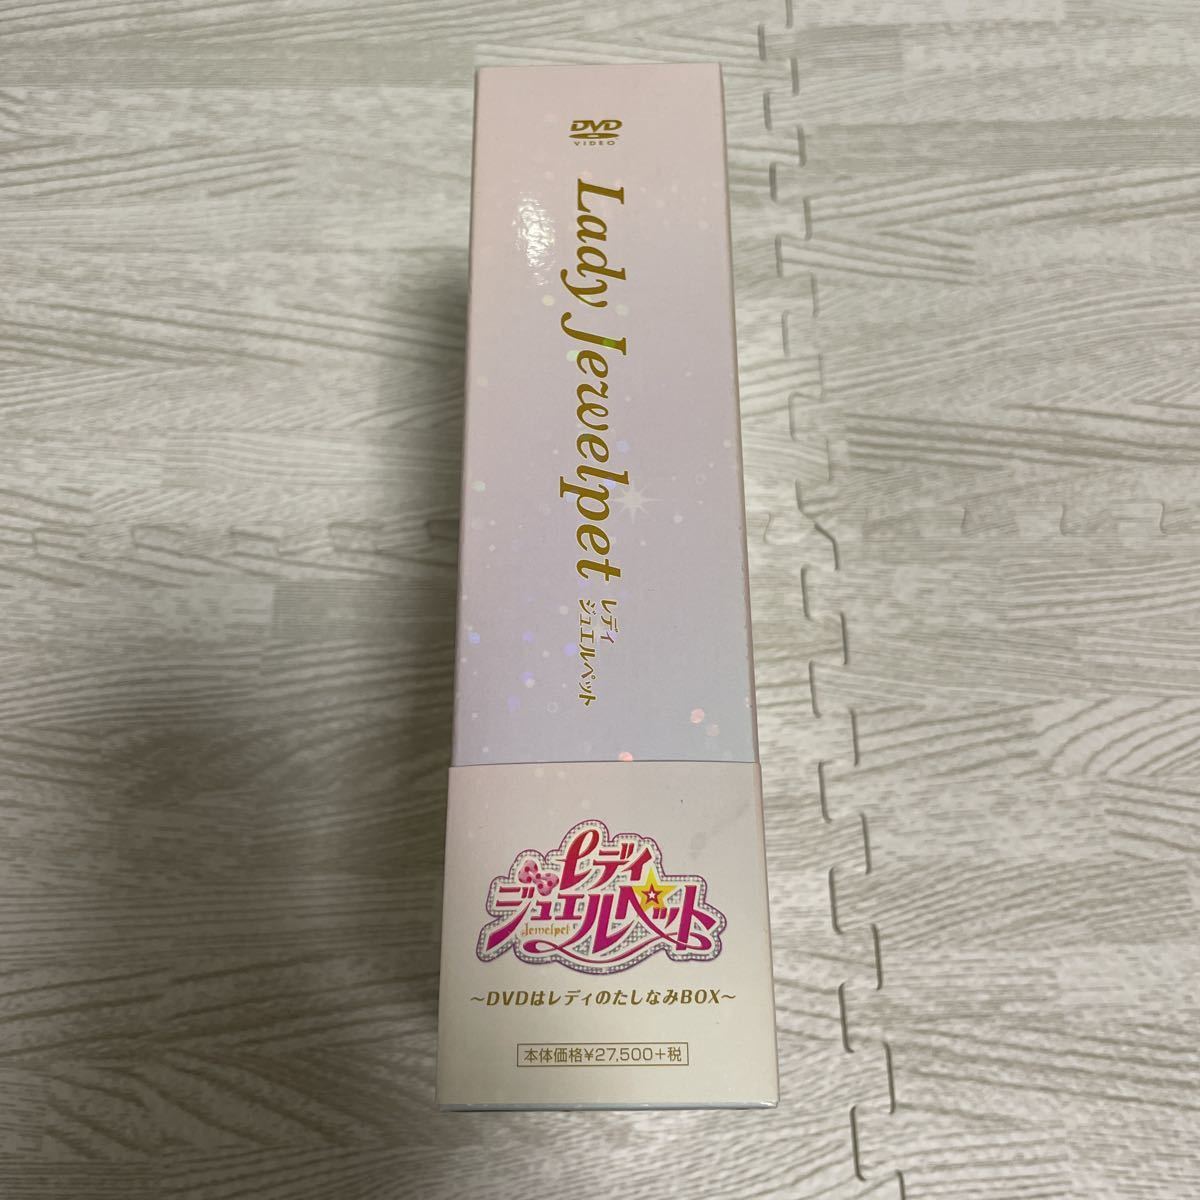 DVD
VIDEO
Lady Jewelpet
レディ
ジュエルペット
レディ
ジュエルペット
Jewelpet
～DVDはレディのたしなみBOX～
本体価格¥27,500+税